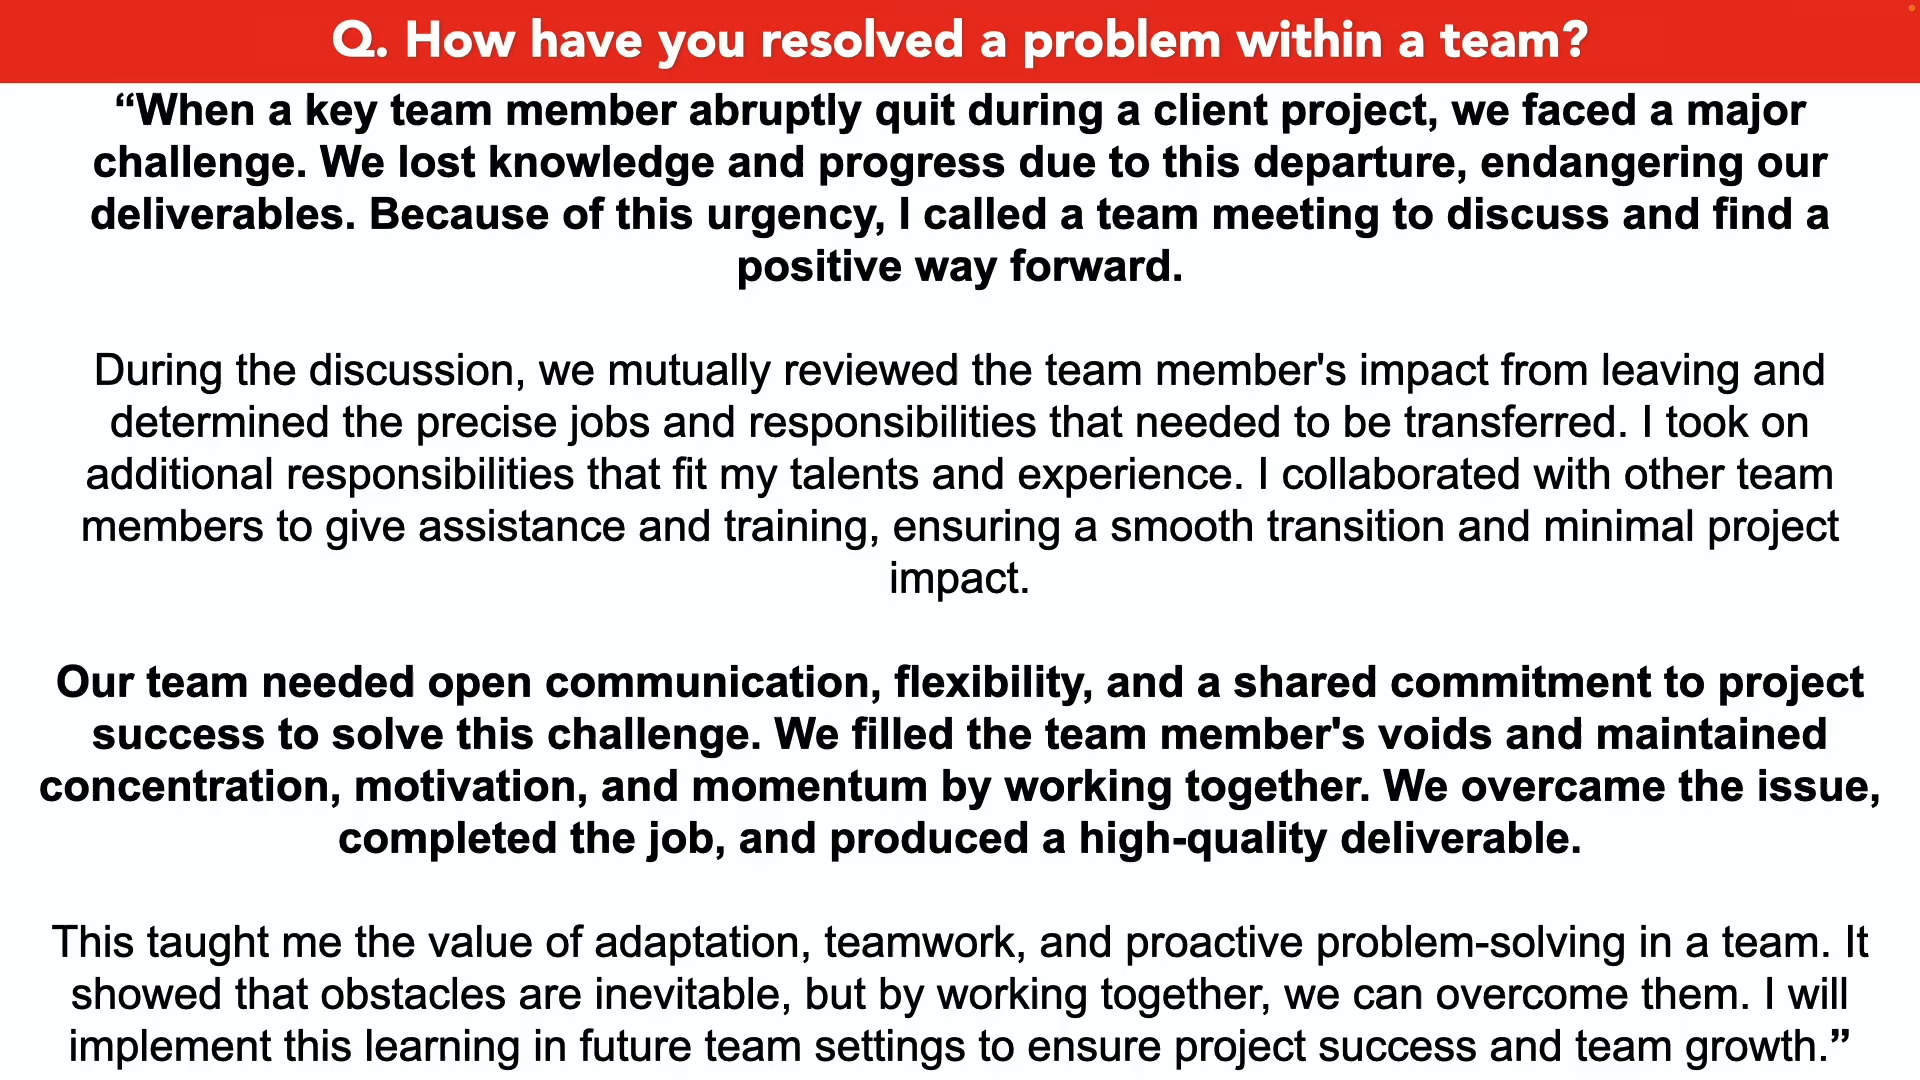 Q. How have you resolved a problem within a team?
“When a key team member abruptly quit during a client project, we faced a major
challenge. We lost knowledge and progress due to this departure, endangering our
deliverables. Because of this urgency, I called a team meeting to discuss and find a
positive way forward.
During the discussion, we mutually reviewed the team member's impact from leaving and
determined the precise jobs and responsibilities that needed to be transferred. I took on
additional responsibilities that fit my talents and experience. I collaborated with other team
members to give assistance and training, ensuring a smooth transition and minimal project
impact.
Our team needed open communication, flexibility, and a shared commitment to project
success to solve this challenge. We filled the team member's voids and maintained
concentration, motivation, and momentum by working together. We overcame the issue,
completed the job, and produced a high-quality deliverable.
This taught me the value of adaptation, teamwork, and proactive problem-solving in a team. It
showed that obstacles are inevitable, but by working together, we can overcome them. I will
implement this learning in future team settings to ensure project success and team growth.”